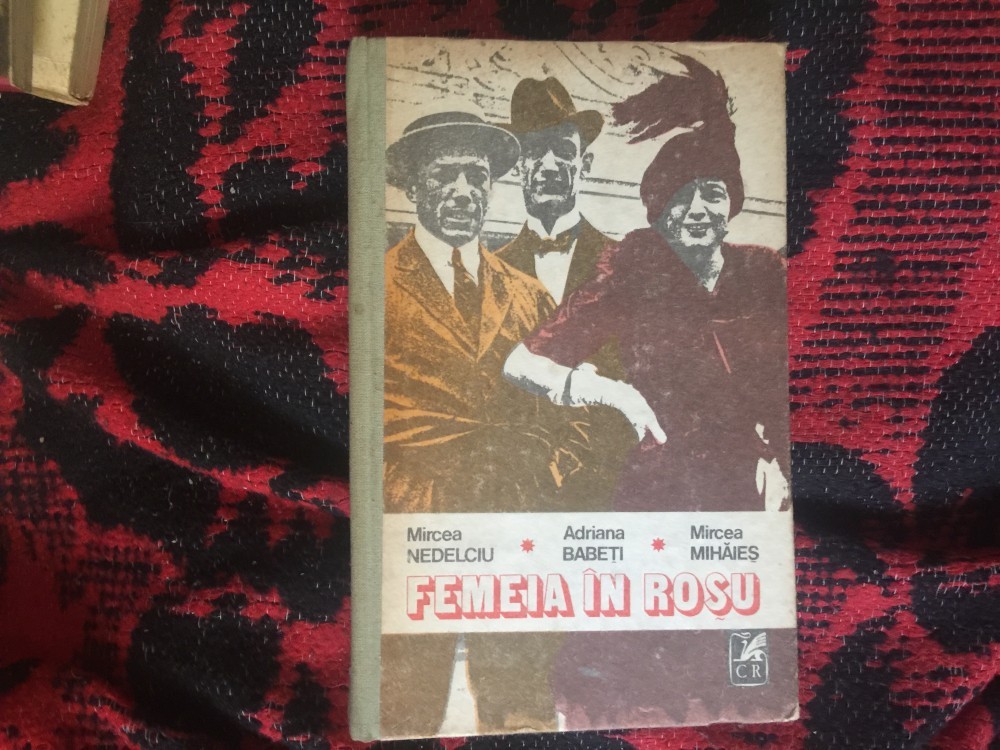 Mircea
NEDELCIU
Adriana
BABEȚI
Mircea
MIHĂIEȘ
FEMEIA ÎN ROȘU
CR